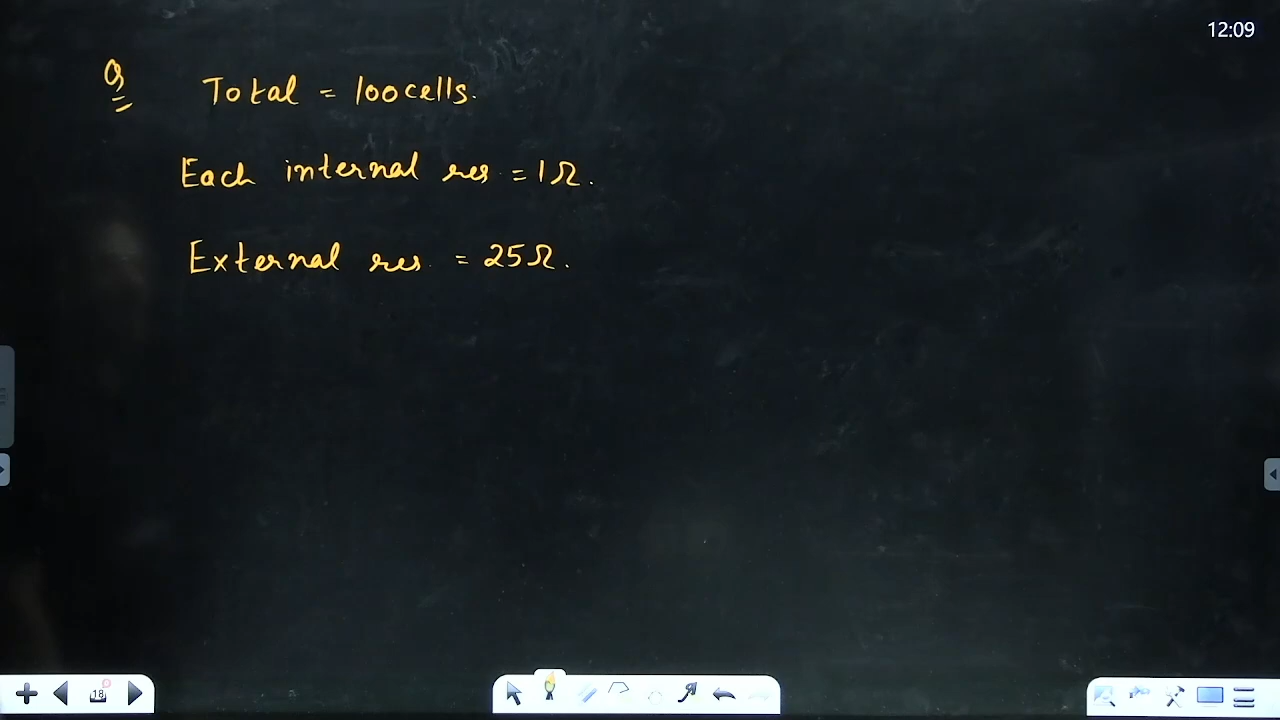 12:09
Q Total = 100cells.
Each internal res = 1Ω.
External res. = 25Ω.
18